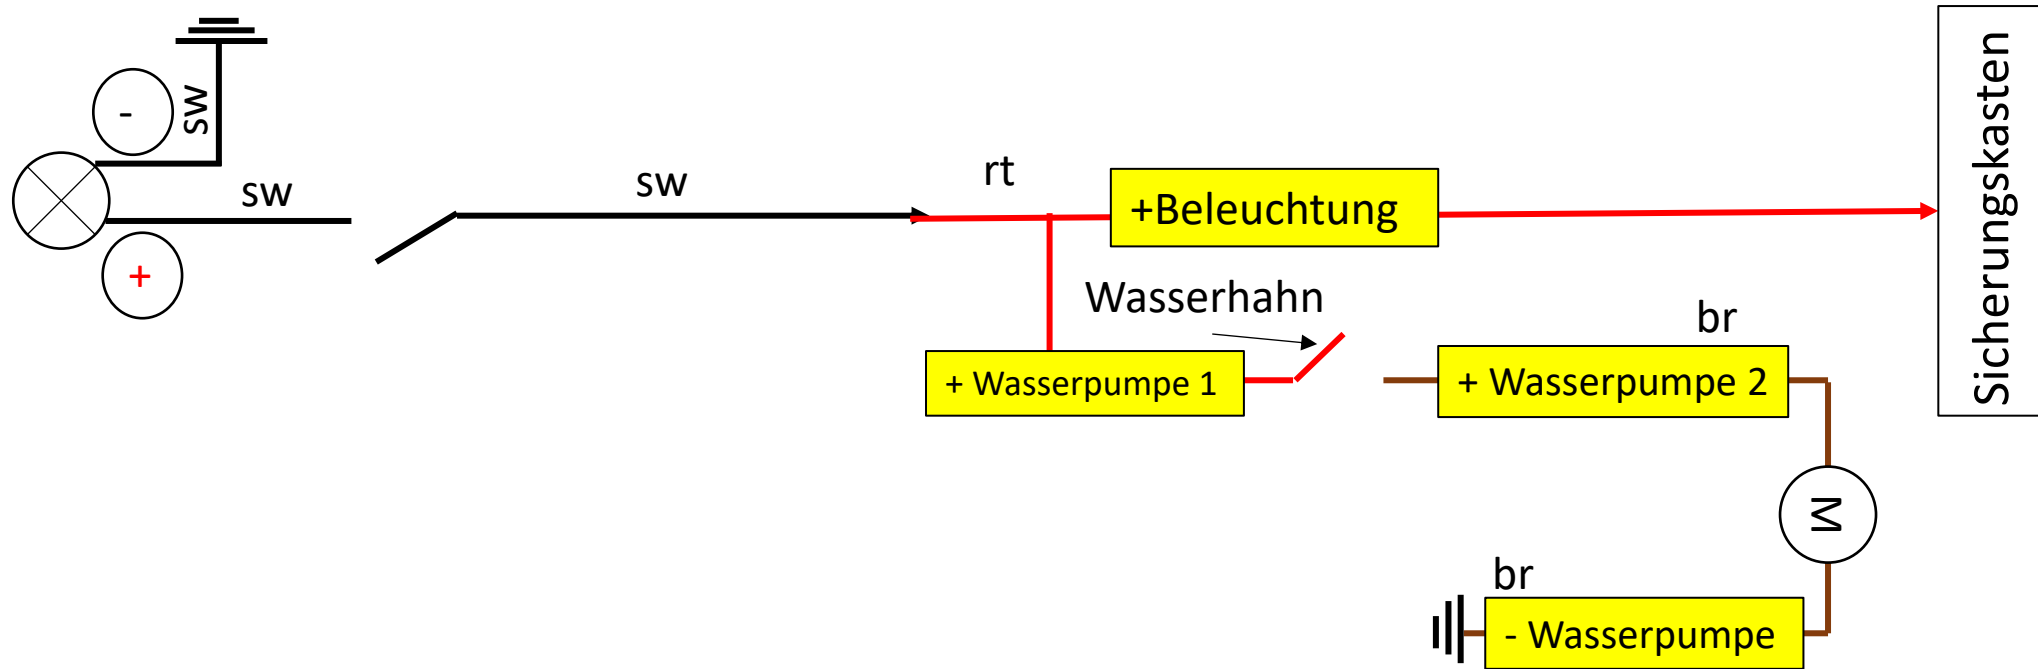 -
sw
sw
+
sw
rt
+Beleuchtung
Sicherungskasten
Wasserhahn
br
+ Wasserpumpe 1
+ Wasserpumpe 2
M
br
- Wasserpumpe